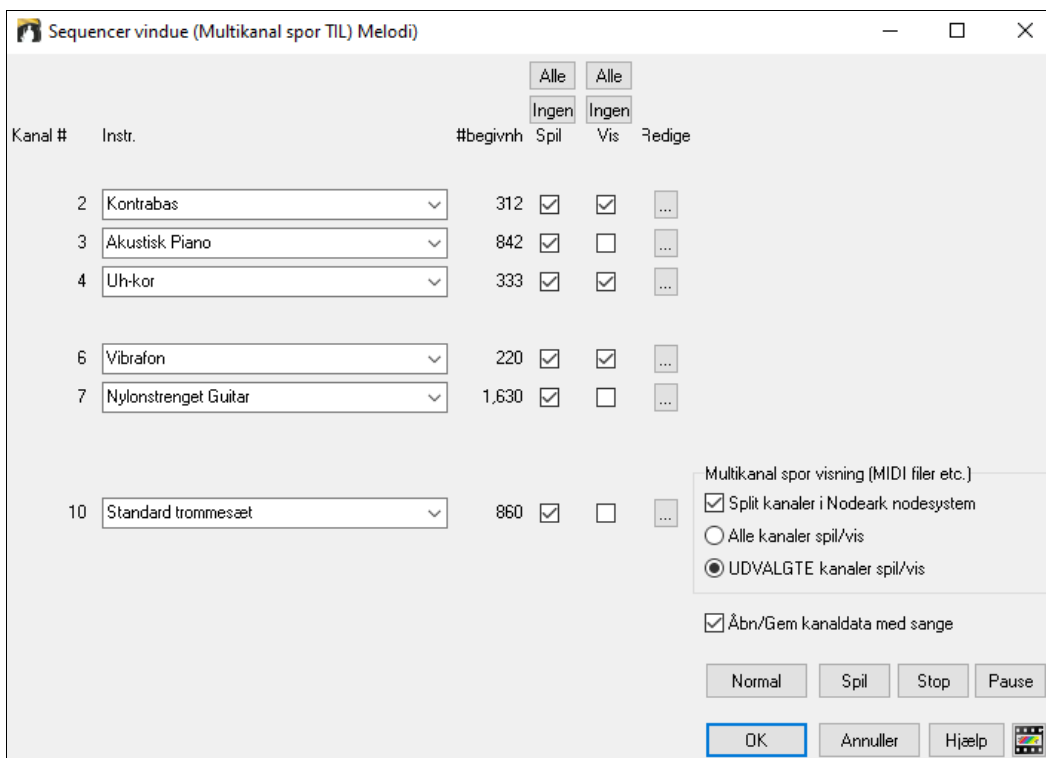 Sequencer vindue (Multikanal spor TIL) Melodi)
Alle Alle
Ingen Ingen
Kanal # Instr. #begivnh Spil Vis Redige
2 Kontrabas 312 ...
3 Akustisk Piano 842 ...
4 Uh-kor 333 ...
6 Vibrafon 220 ...
7 Nylonstrenget Guitar 1,630 ...
Multikanal spor visning (MIDI filer etc.)
Split kanaler i Nodeark nodesystem
10 Standard trommesæt 860 ...
Alle kanaler spil/vis
UDVALGTE kanaler spil/vis
Åbn/Gem kanaldata med sange
Normal Spil Stop Pause
OK Annuller Hjælp